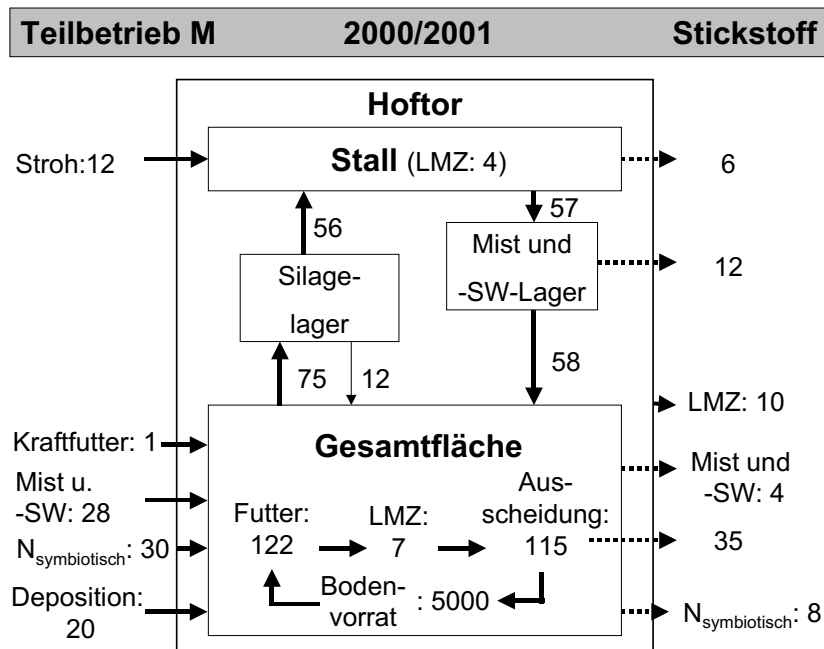 Teilbetrieb M 2000/2001 Stickstoff
Hoftor
Stall (LMZ: 4)
Stroh:12
6
56
57
Silage-
lager
Mist und
-SW-Lager
12
75
12
58
LMZ: 10
Kraftfutter: 1
Gesamtfläche
Mist u.
-SW: 28
Mist und
-SW: 4
Futter:
122
LMZ:
7
Aus-
scheidung:
115
35
Nsymbiotisch: 30
Boden-
vorrat
: 5000
Deposition:
20
Nsymbiotisch: 8